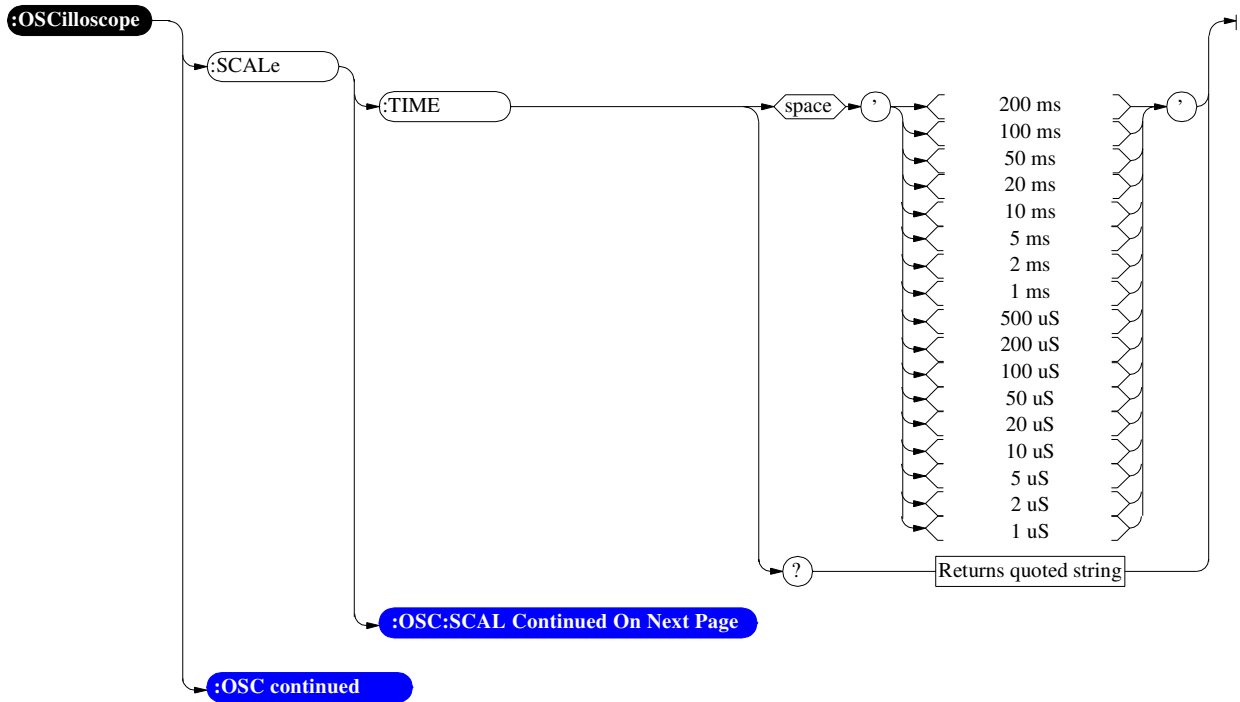 :OSCilloscope
:SCALe
:TIME
space
'
200 ms
'
100 ms
50 ms
20 ms
10 ms
5 ms
2 ms
1 ms
500 uS
200 uS
100 uS
50 uS
20 uS
10 uS
5 uS
2 uS
1 uS
?
Returns quoted string
:OSC:SCAL Continued On Next Page
:OSC continued